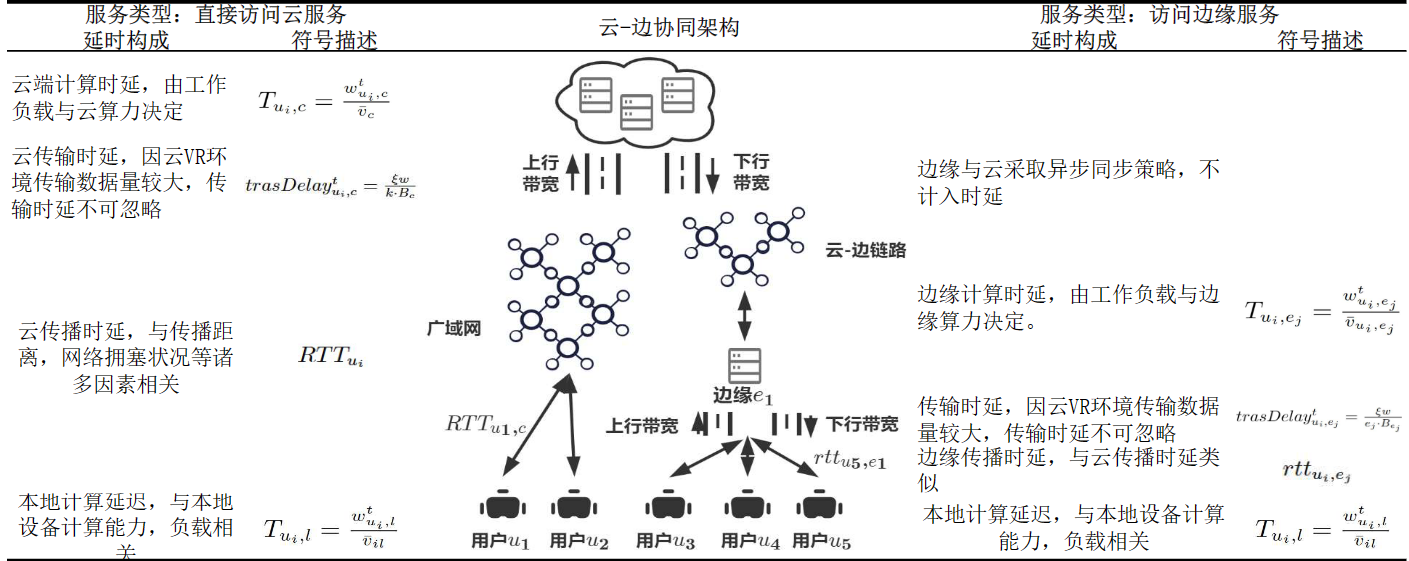 服务类型：直接访问云服务
延时构成 符号描述
云端计算时延，由工作
负载与云算力决定
$T_{u_i,c} = \frac{w^t_{u_i,c}}{\bar{v}_c}$
云传输时延，因云VR环
境传输数据量较大，传
输时延不可忽略
$trasDelay^t_{u_i,c} = \frac{\xi w}{k \cdot B_c}$
云传播时延，与传播距
离，网络拥塞状况等诸
多因素相关
$RTT_{u_i}$
本地计算延迟，与本地
设备计算能力，负载相
关
$T_{u_i,l} = \frac{w^t_{u_i,l}}{\bar{v}_{il}}$
云-边协同架构
上行
带宽
下行
带宽
云-边链路
广域网
边缘$e_1$
$RTT_{u_1,c}$
上行带宽
下行带宽
$rtt_{u_5,e_1}$
用户$u_1$ 用户$u_2$ 用户$u_3$ 用户$u_4$ 用户$u_5$
服务类型：访问边缘服务
延时构成 符号描述
边缘与云采取异步同步策略，不
计入时延
边缘计算时延，由工作负载与边
缘算力决定。
$T_{u_i,e_j} = \frac{w^t_{u_i,e_j}}{\bar{v}_{u_i,e_j}}$
传输时延，因云VR环境传输数据
量较大，传输时延不可忽略
$trasDelay^t_{u_i,e_j} = \frac{\xi w}{e_j \cdot B_{e_j}}$
边缘传播时延，与云传播时延类
似
$rtt_{u_i,e_j}$
本地计算延迟，与本地设备计算
能力，负载相关
$T_{u_i,l} = \frac{w^t_{u_i,l}}{\bar{v}_{il}}$